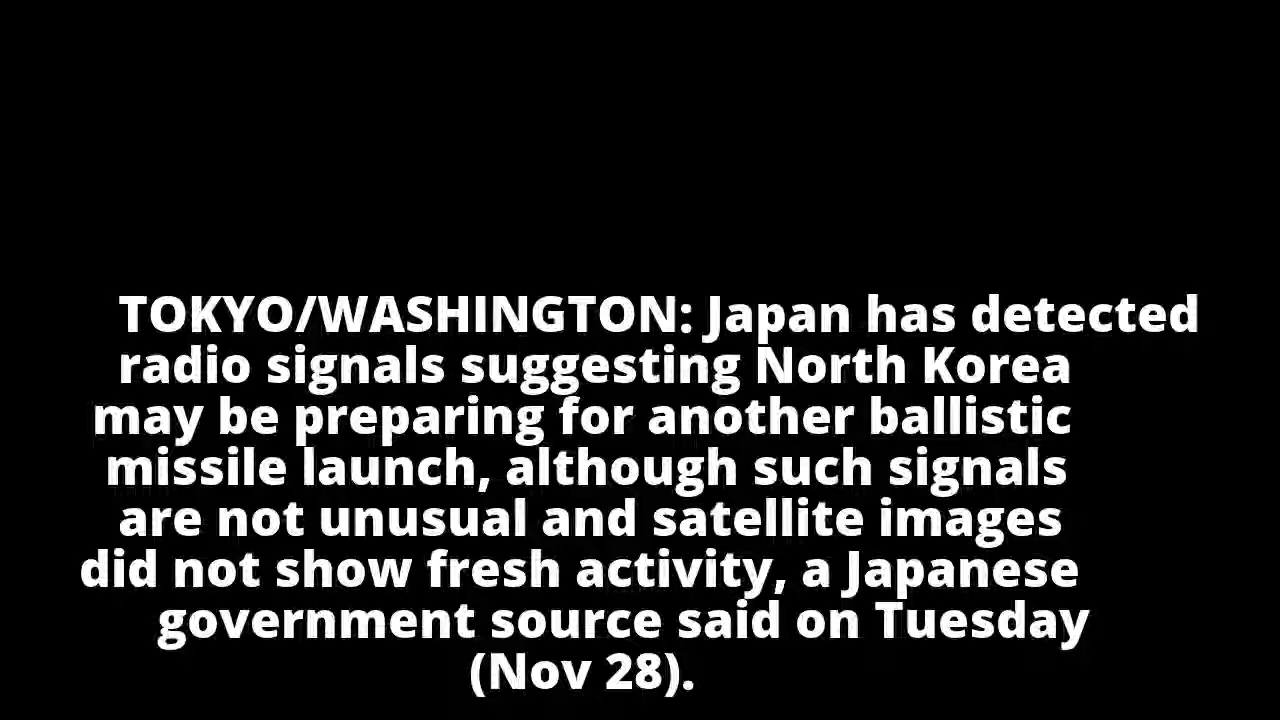 TOKYO/WASHINGTON: Japan has detected
radio signals suggesting North Korea
may be preparing for another ballistic
missile launch, although such signals
are not unusual and satellite images
did not show fresh activity, a Japanese
government source said on Tuesday
(Nov 28).